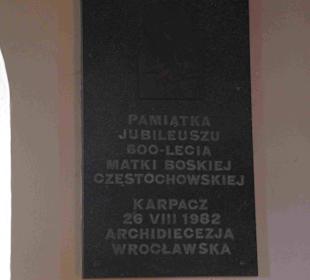 PAMIĄTKA
JUBILEUSZU
600-LECIA
MATKI BOSKIEJ
CZĘSTOCHOWSKIEJ
KARPACZ
26 VIII 1982
ARCHIDIECEZJA
WROCŁAWSKA